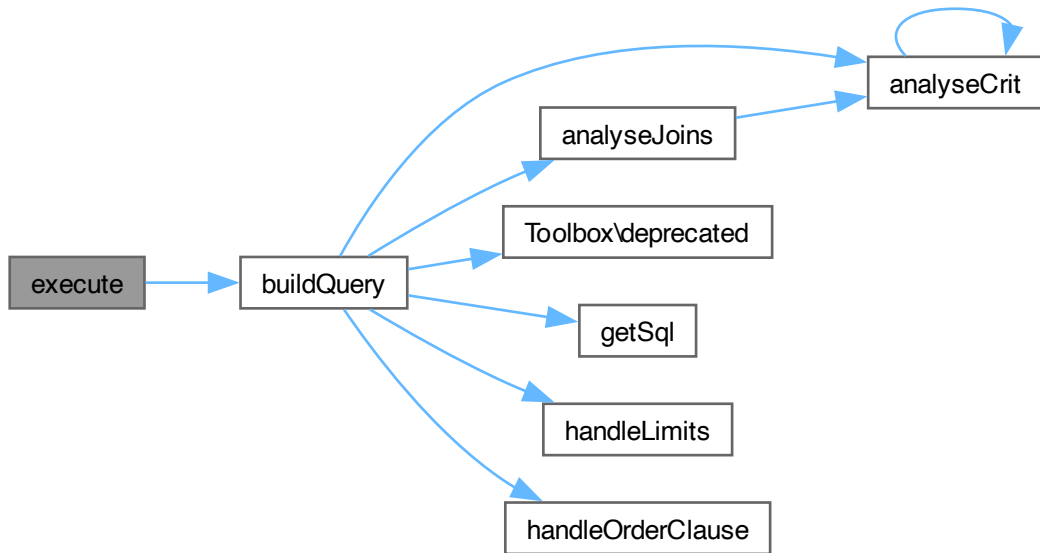 analyseCrit
analyseJoins
Toolbox\deprecated
execute
buildQuery
getSql
handleLimits
handleOrderClause